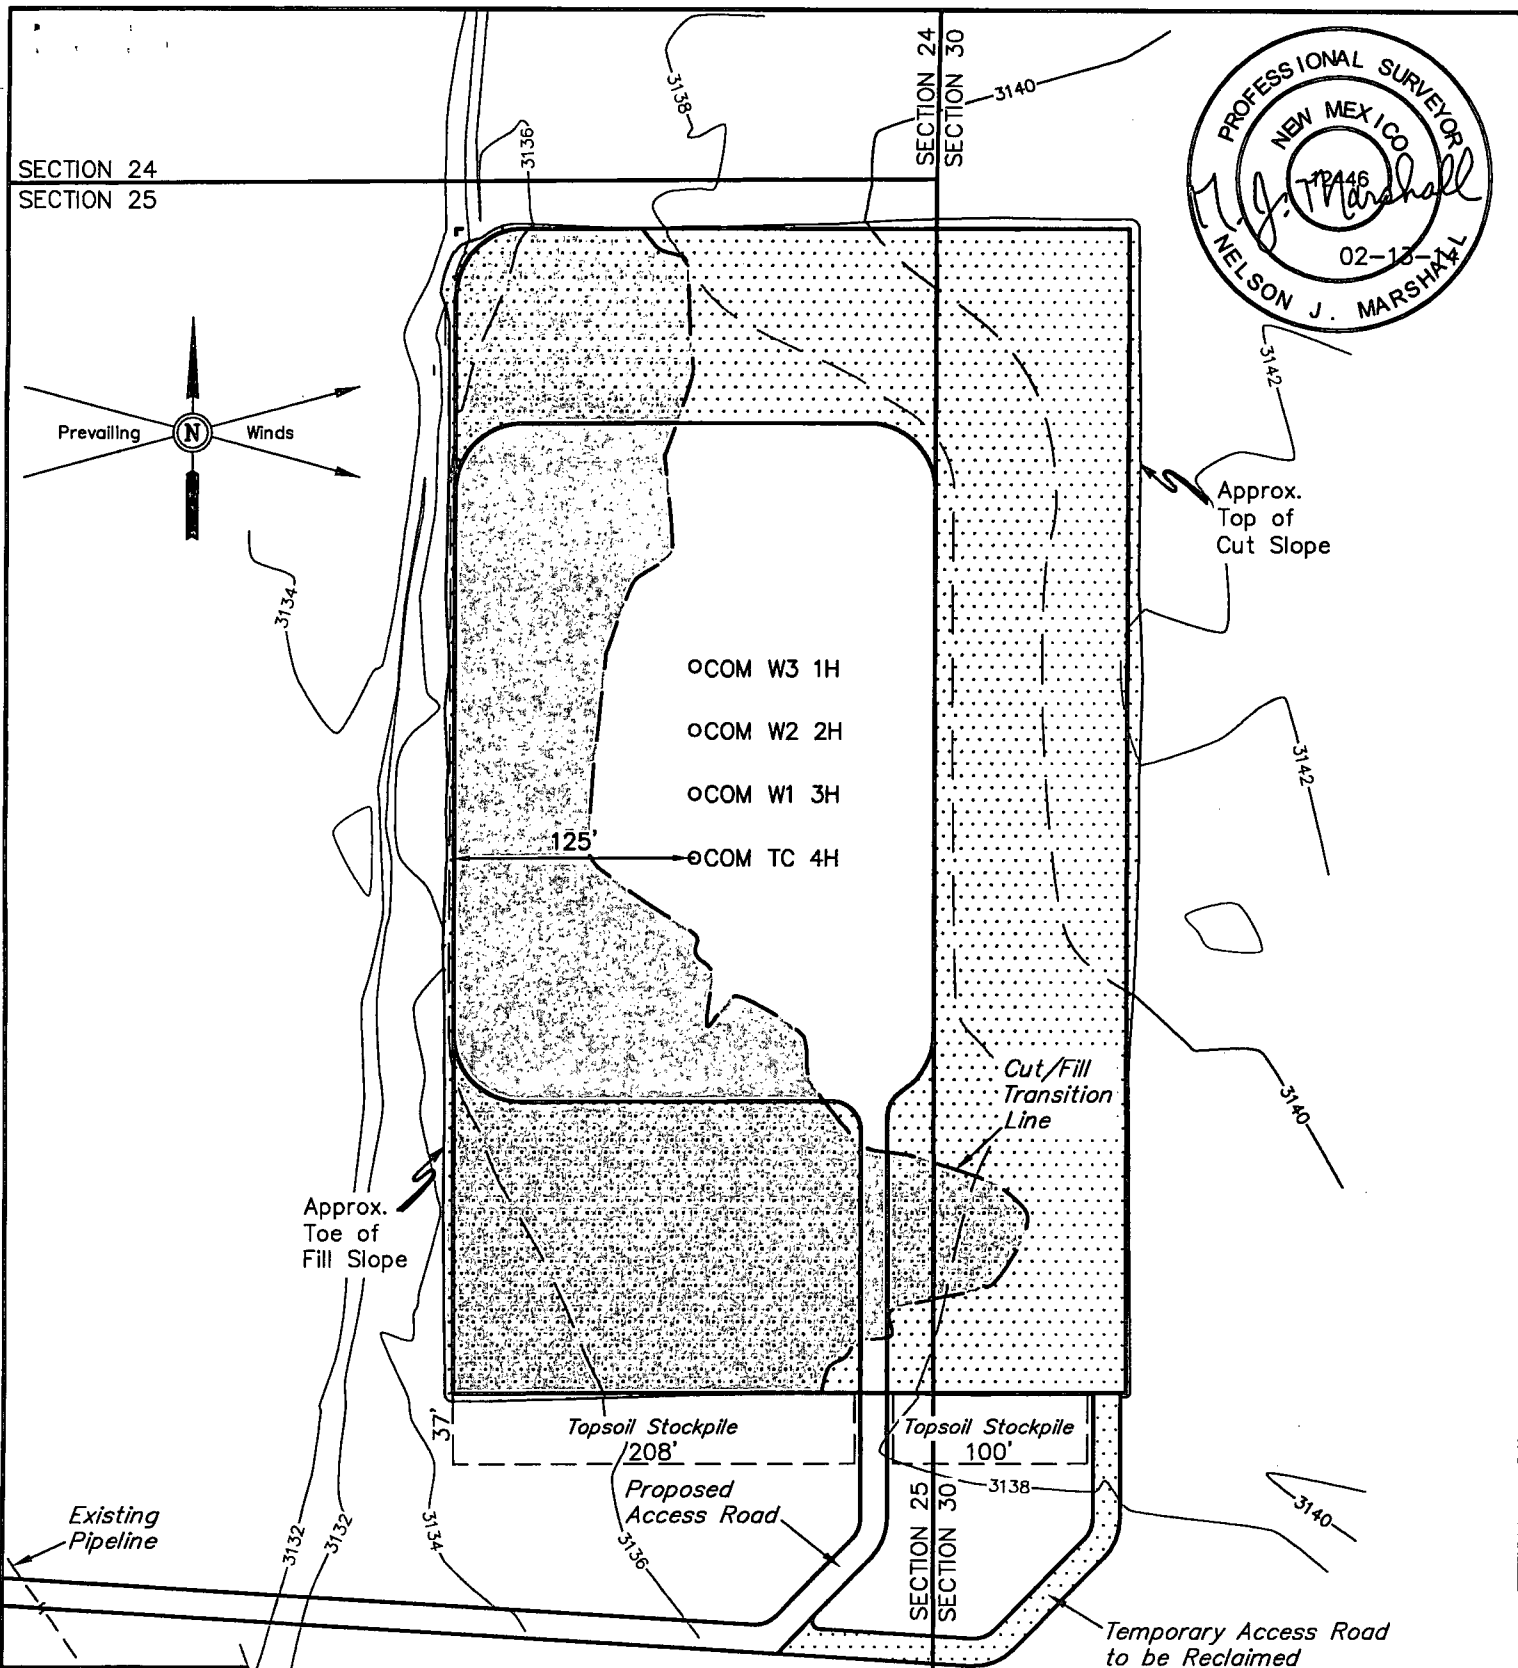 SECTION 24
SECTION 25
SECTION 24
SECTION 30
3138
3136
3140
PROFESSIONAL SURVEYOR
NEW MEXICO
N.J. Marshall
02-13-14
NELSON J. MARSHALL
Prevailing
N
Winds
3134
3142
Approx.
Top of
Cut Slope
COM W3 1H
COM W2 2H
COM W1 3H
125'
COM TC 4H
3142
Cut/Fill
Transition
Line
3140
Approx.
Toe of
Fill Slope
37'
Topsoil Stockpile
208'
Topsoil Stockpile
100'
Proposed
Access Road
3138
3140
Existing
Pipeline
3132
3132
3134
3136
SECTION 25
SECTION 30
Temporary Access Road
to be Reclaimed